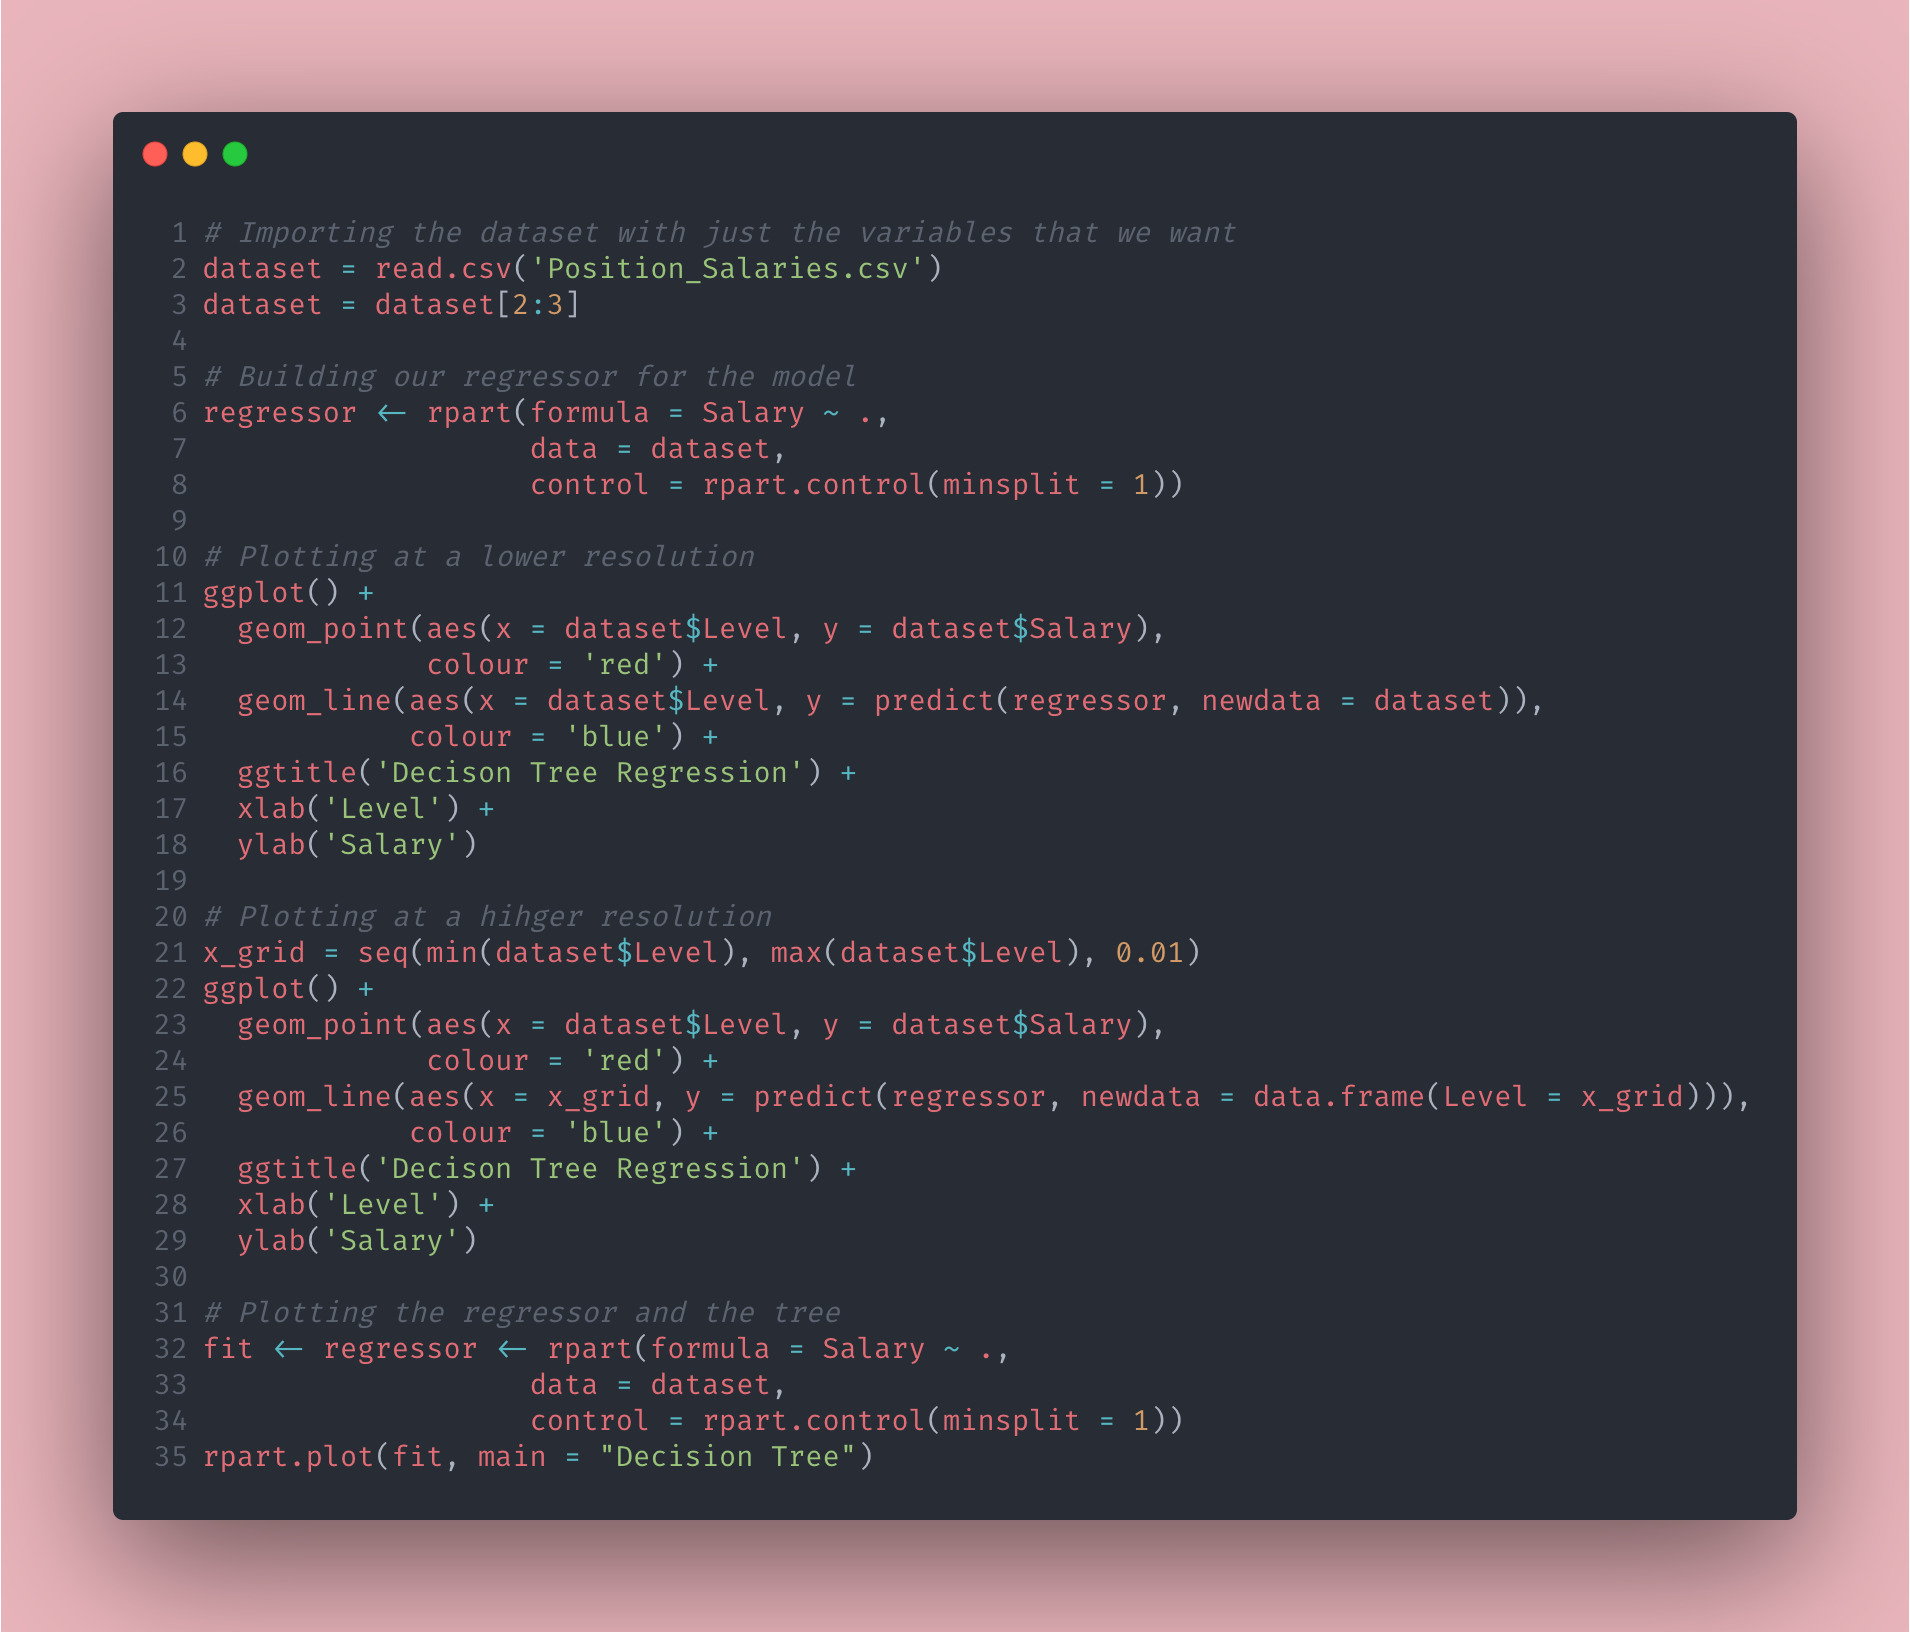 1 # Importing the dataset with just the variables that we want
2 dataset = read.csv('Position_Salaries.csv')
3 dataset = dataset[2:3]
4
5 # Building our regressor for the model
6 regressor <- rpart(formula = Salary ~ .,
7                    data = dataset,
8                    control = rpart.control(minsplit = 1))
9
10 # Plotting at a lower resolution
11 ggplot() +
12   geom_point(aes(x = dataset$Level, y = dataset$Salary),
13              colour = 'red') +
14   geom_line(aes(x = dataset$Level, y = predict(regressor, newdata = dataset)),
15             colour = 'blue') +
16   ggtitle('Decison Tree Regression') +
17   xlab('Level') +
18   ylab('Salary')
19
20 # Plotting at a hihger resolution
21 x_grid = seq(min(dataset$Level), max(dataset$Level), 0.01)
22 ggplot() +
23   geom_point(aes(x = dataset$Level, y = dataset$Salary),
24              colour = 'red') +
25   geom_line(aes(x = x_grid, y = predict(regressor, newdata = data.frame(Level = x_grid))),
26             colour = 'blue') +
27   ggtitle('Decison Tree Regression') +
28   xlab('Level') +
29   ylab('Salary')
30
31 # Plotting the regressor and the tree
32 fit <- regressor <- rpart(formula = Salary ~ .,
33                    data = dataset,
34                    control = rpart.control(minsplit = 1))
35 rpart.plot(fit, main = "Decision Tree")